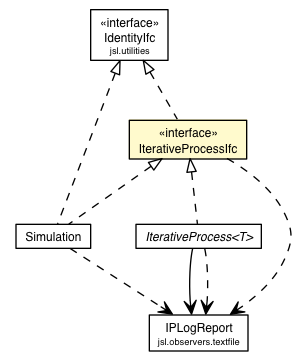 «interface»
IdentityIfc
jsl.utilities
«interface»
IterativeProcessIfc
Simulation
IterativeProcess<T>
IPLogReport
jsl.observers.textfile